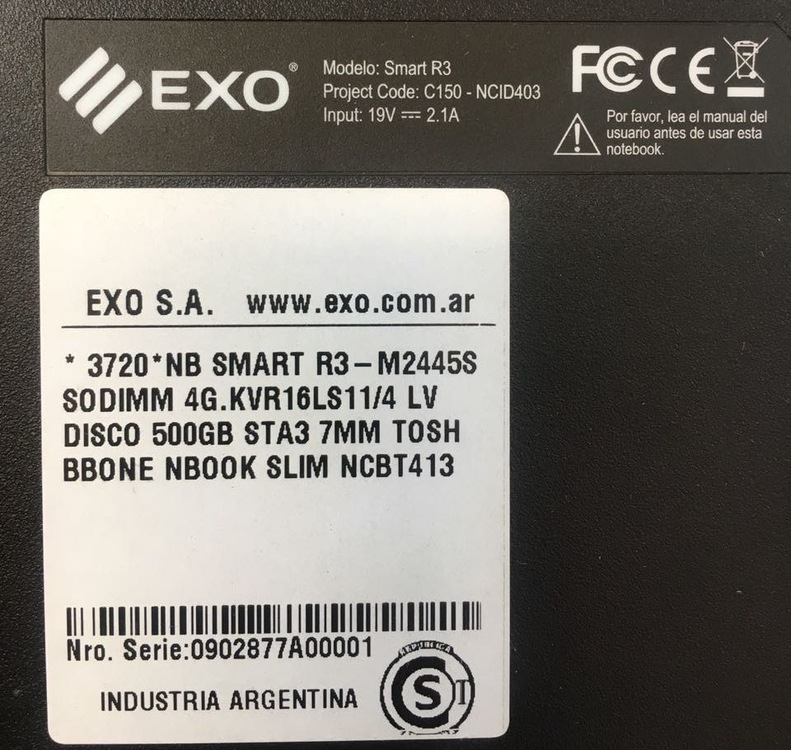 EXO®
Modelo: Smart R3
Project Code: C150 - NCID403
Input: 19V ⎓ 2.1A
FC CE
Por favor, lea el manual del
usuario antes de usar esta
notebook.
EXO S.A. www.exo.com.ar
* 3720*NB SMART R3-M2445S
SODIMM 4G.KVR16LS11/4 LV
DISCO 500GB STA3 7MM TOSH
BBONE NBOOK SLIM NCBT413
Nro. Serie:0902877A00001
INDUSTRIA ARGENTINA
S